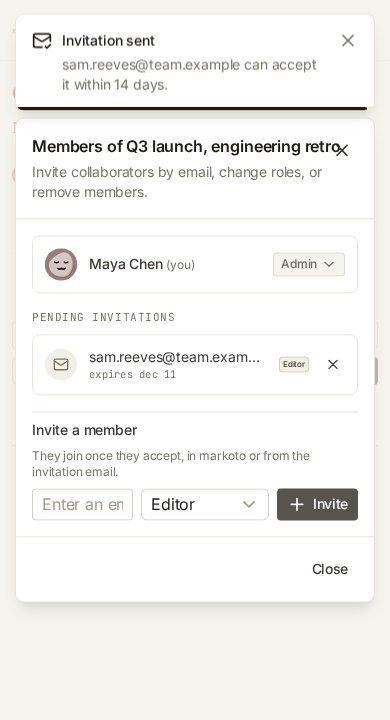 Invitation sent
sam.reeves@team.example can accept
it within 14 days.
Members of Q3 launch, engineering retro
Invite collaborators by email, change roles, or
remove members.
Maya Chen (you)
Admin
PENDING INVITATIONS
sam.reeves@team.exam…
Editor
expires dec 11
Invite a member
They join once they accept, in markoto or from the
invitation email.
Enter an en
Editor
Invite
Close